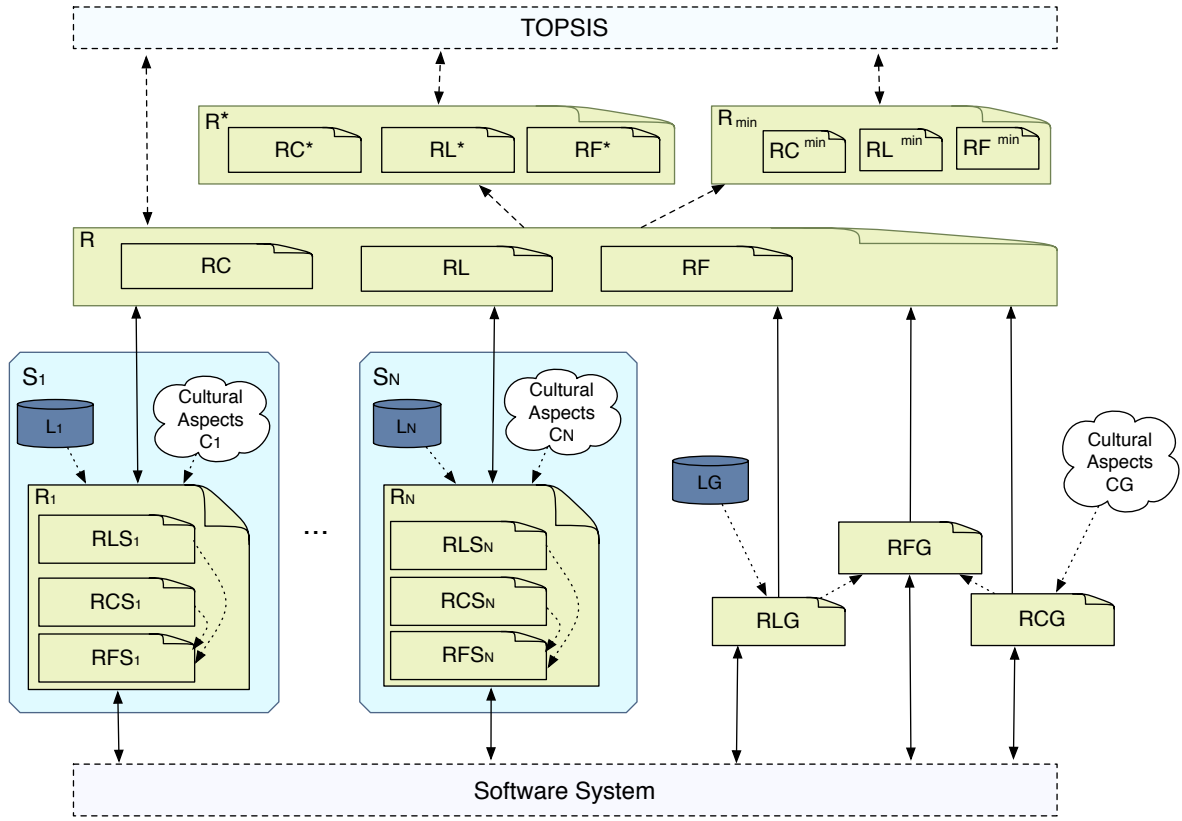 TOPSIS
R*
RC*
RL*
RF*
R min
RC min
RL min
RF min
R
RC
RL
RF
S1
L1
Cultural
Aspects
C1
R1
RLS1
RCS1
RFS1
...
SN
LN
Cultural
Aspects
CN
RN
RLSN
RCSN
RFSN
LG
Cultural
Aspects
CG
RFG
RLG
RCG
Software System